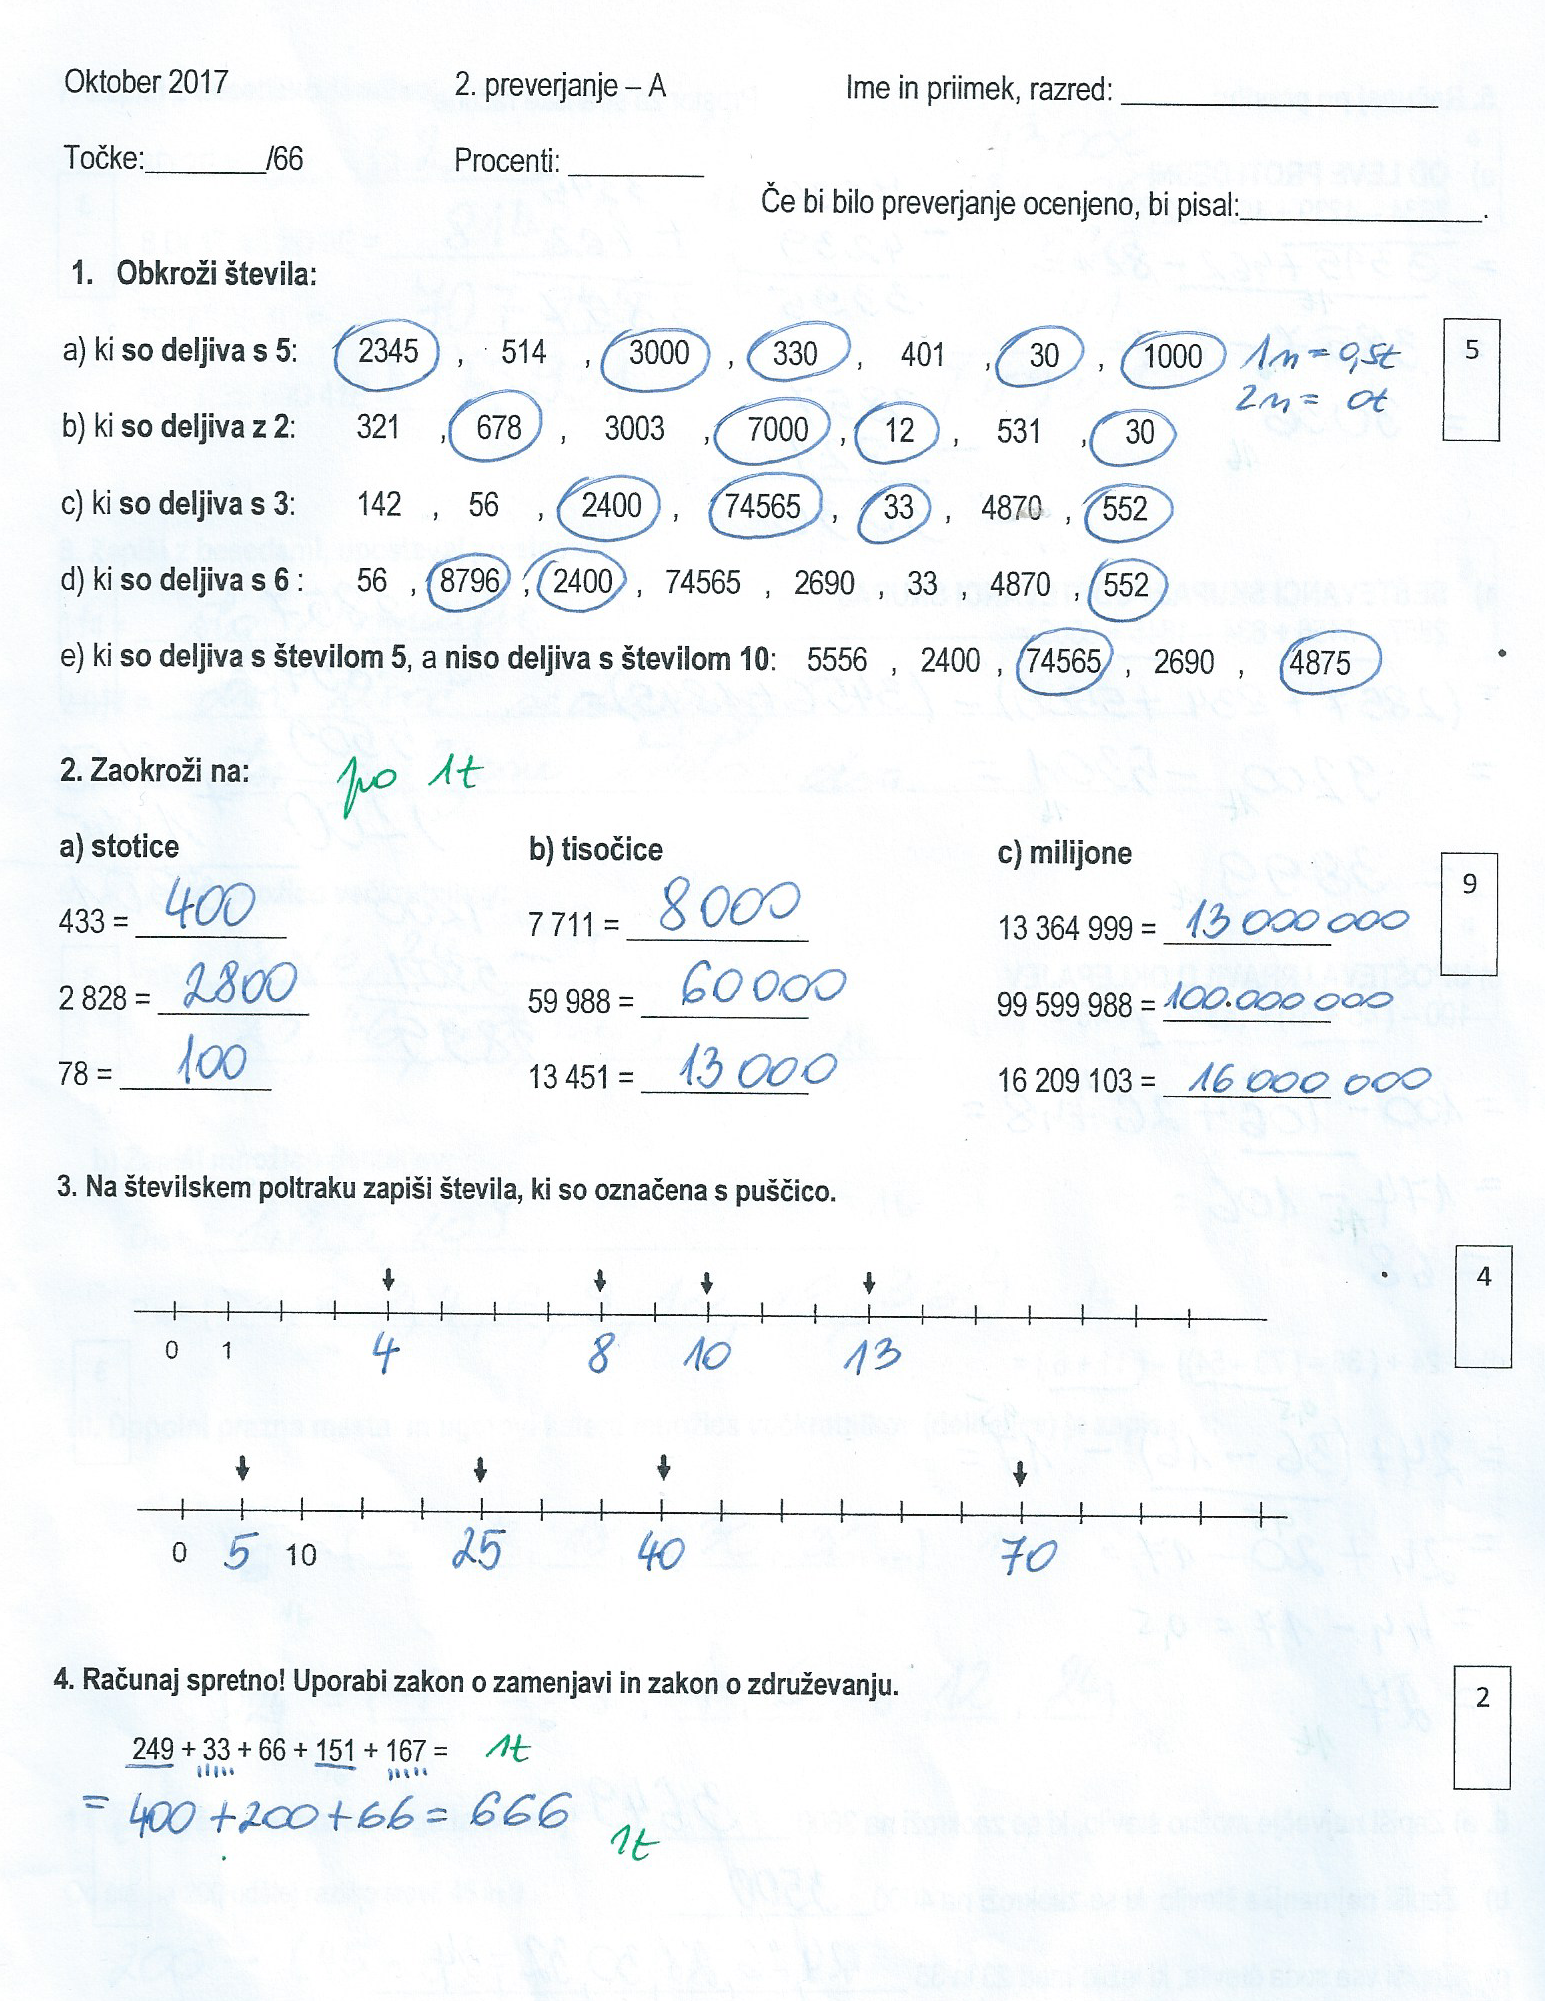 Oktober 2017 2. preverjanje – A Ime in priimek, razred: ____________
Točke:_______/66 Procenti: ________
Če bi bilo preverjanje ocenjeno, bi pisal:______________.
1. Obkroži števila:
a) ki so deljiva s 5: 2345 , 514 , 3000 , 330 , 401 , 30 , 1000 1n = 0,5t 5
2n = 0t
b) ki so deljiva z 2: 321 , 678 , 3003 , 7000 , 12 , 531 , 30
c) ki so deljiva s 3: 142 , 56 , 2400 , 74565 , 33 , 4870 , 552
d) ki so deljiva s 6 : 56 , 8796 , 2400 , 74565 , 2690 , 33 , 4870 , 552
e) ki so deljiva s številom 5, a niso deljiva s številom 10: 5556 , 2400 , 74565 , 2690 , 4875
2. Zaokroži na: po 1t
a) stotice b) tisočice c) milijone 9
433 = 400 7 711 = 8000 13 364 999 = 13 000 000
2 828 = 2800 59 988 = 60000 99 599 988 = 100.000 000
78 = 100 13 451 = 13 000 16 209 103 = 16 000 000
3. Na številskem poltraku zapiši števila, ki so označena s puščico.
4
0 1 4 8 10 13
0 5 10 25 40 70
4. Računaj spretno! Uporabi zakon o zamenjavi in zakon o združevanju. 2
249 + 33 + 66 + 151 + 167 = 1t
= 400 + 200 + 66 = 666 1t